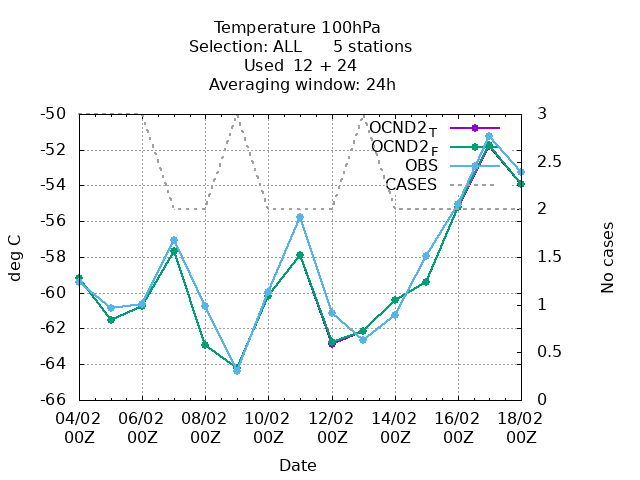 Temperature 100hPa
Selection: ALL 5 stations
Used 12 + 24
Averaging window: 24h
-50
-52
-54
-56
-58
-60
-62
-64
-66
deg C
3
2.5
2
1.5
1
0.5
0
No cases
OCND2_T
OCND2_F
OBS
CASES
04/02 06/02 08/02 10/02 12/02 14/02 16/02 18/02
00Z 00Z 00Z 00Z 00Z 00Z 00Z 00Z
Date